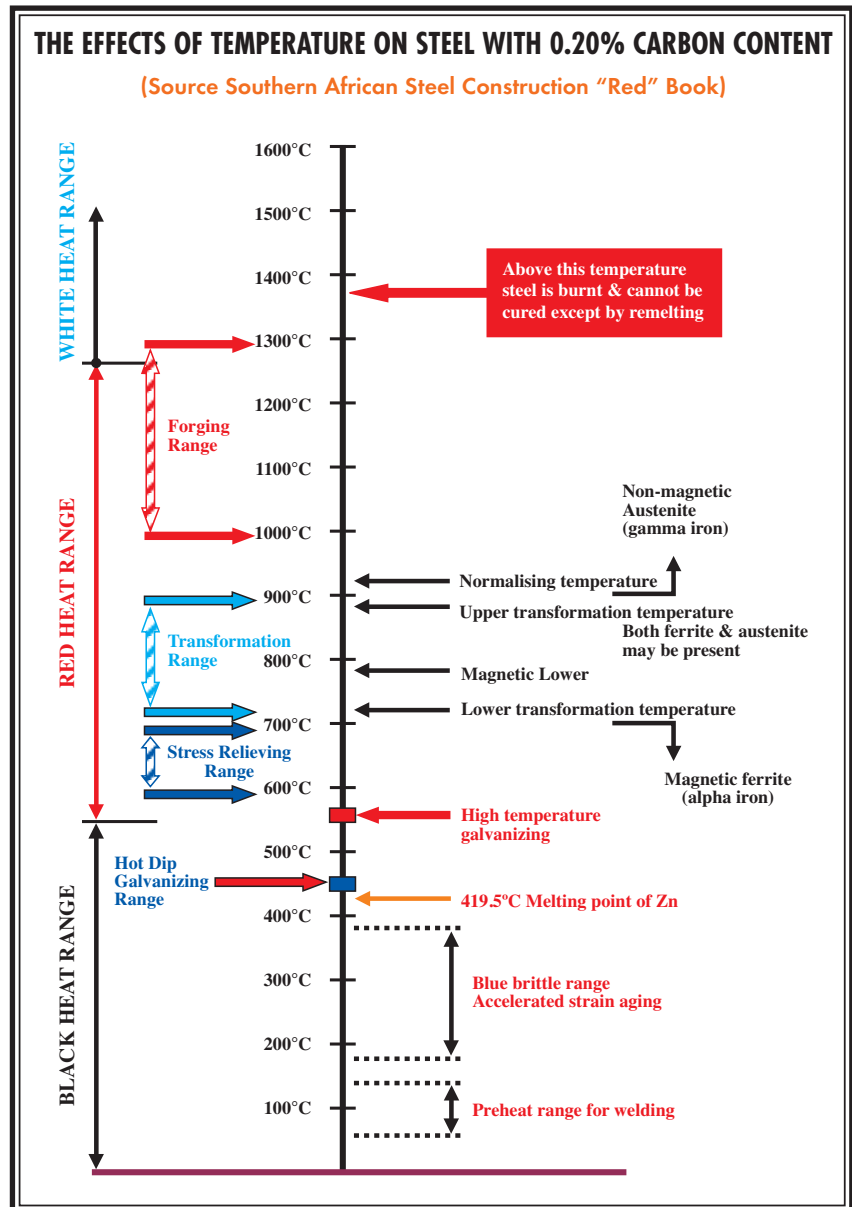 THE EFFECTS OF TEMPERATURE ON STEEL WITH 0.20% CARBON CONTENT
(Source Southern African Steel Construction “Red” Book)
WHITE HEAT RANGE
RED HEAT RANGE
BLACK HEAT RANGE
1600°C
1500°C
1400°C
1300°C
1200°C
1100°C
1000°C
900°C
800°C
700°C
600°C
500°C
400°C
300°C
200°C
100°C
Forging
Range
Transformation
Range
Stress Relieving
Range
Hot Dip
Galvanizing
Range
Above this temperature
steel is burnt & cannot be
cured except by remelting
Non-magnetic
Austenite
(gamma iron)
Normalising temperature
Upper transformation temperature
Both ferrite & austenite
may be present
Magnetic Lower
Lower transformation temperature
Magnetic ferrite
(alpha iron)
High temperature
galvanizing
419.5ºC Melting point of Zn
Blue brittle range
Accelerated strain aging
Preheat range for welding